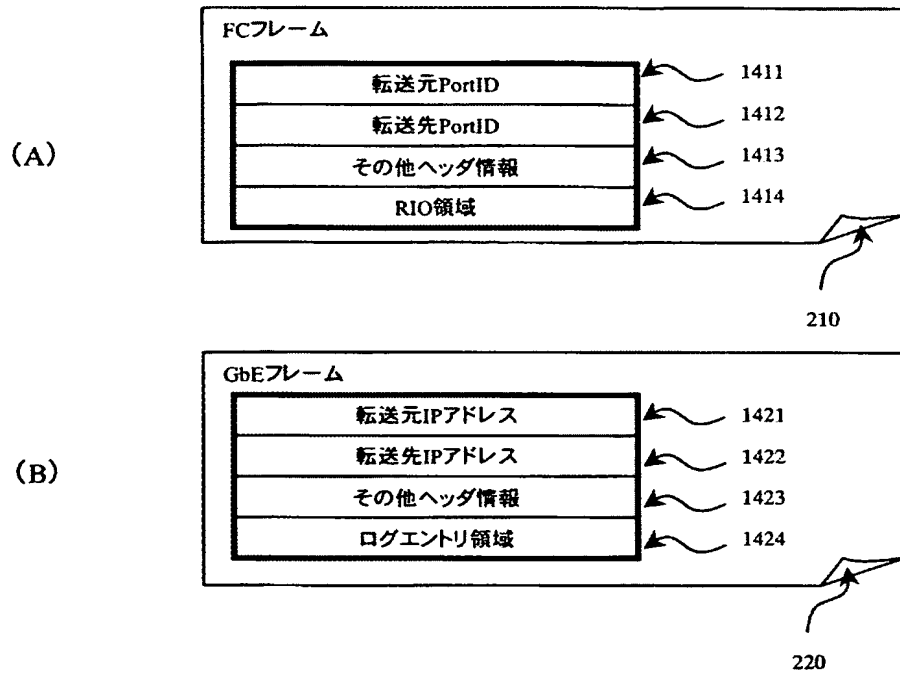 FCフレーム
転送元PortID
1411
転送先PortID
1412
(A)
その他ヘッダ情報
1413
RIO領域
1414
210
GbEフレーム
転送元IPアドレス
1421
転送先IPアドレス
1422
(B)
その他ヘッダ情報
1423
ログエントリ領域
1424
220